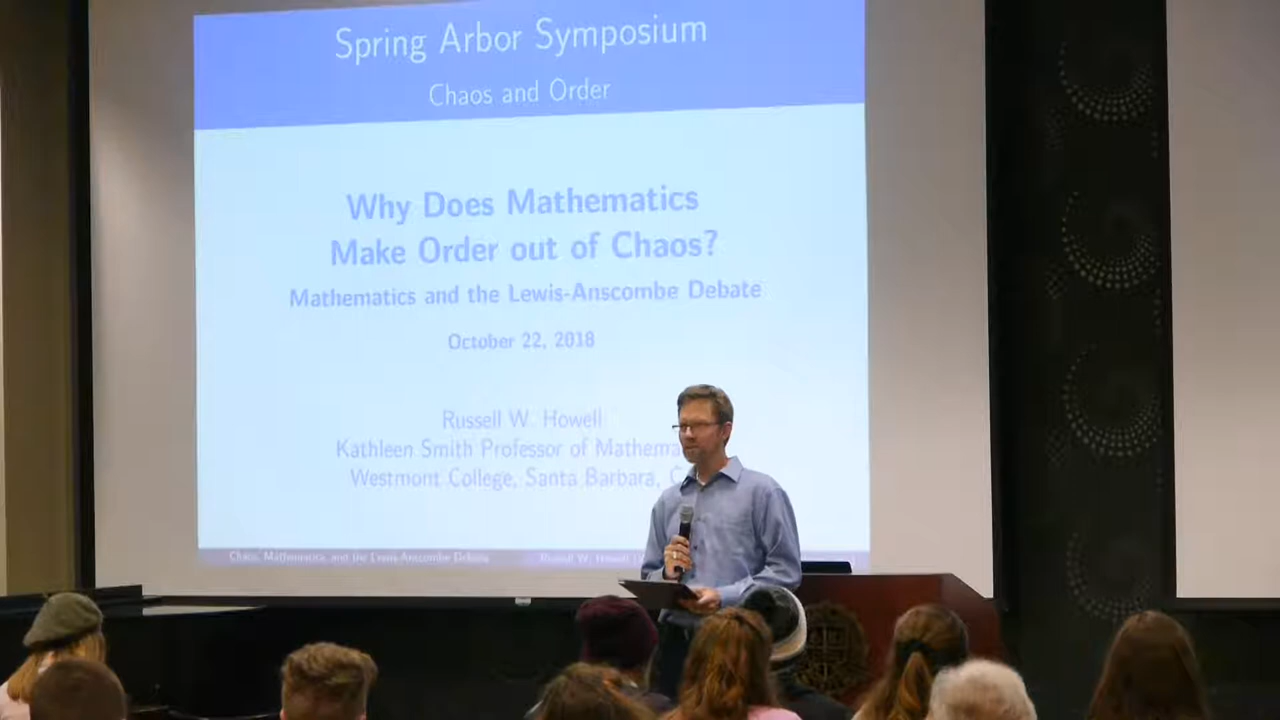 Spring Arbor Symposium
Chaos and Order
Why Does Mathematics
Make Order out of Chaos?
Mathematics and the Lewis-Anscombe Debate
October 22, 2018
Russell W. Howell
Kathleen Smith Professor of Mathema
Westmont College, Santa Barbara, C
Chaos, Mathematics, and the Lewis-Anscombe Debate
Russell W. Howell